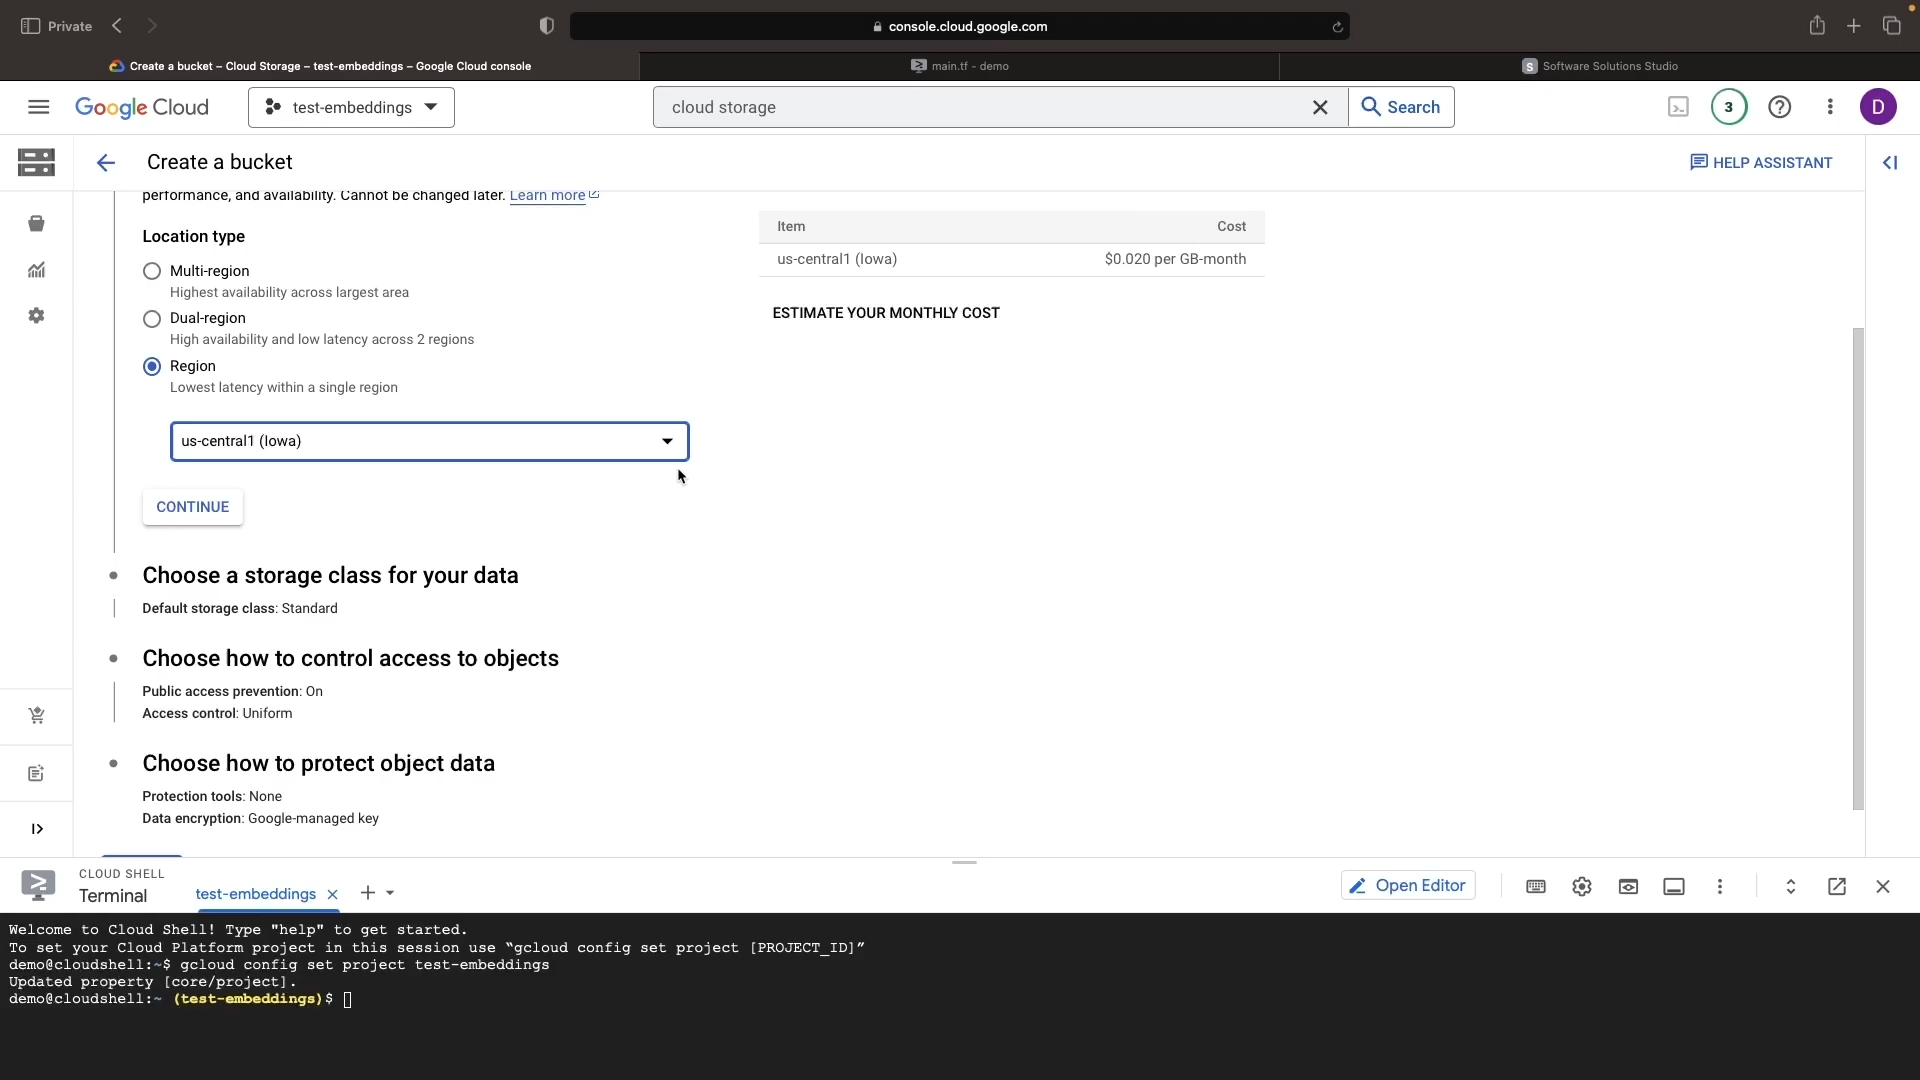 Private
console.cloud.google.com
Create a bucket – Cloud Storage – test-embeddings – Google Cloud console
main.tf - demo
S Software Solutions Studio
Google Cloud
test-embeddings
cloud storage
Search
3
D
Create a bucket
HELP ASSISTANT
performance, and availability. Cannot be changed later. Learn more
Location type
Multi-region
Highest availability across largest area
Dual-region
High availability and low latency across 2 regions
Region
Lowest latency within a single region
us-central1 (Iowa)
CONTINUE
Item Cost
us-central1 (Iowa) $0.020 per GB-month
ESTIMATE YOUR MONTHLY COST
Choose a storage class for your data
Default storage class: Standard
Choose how to control access to objects
Public access prevention: On
Access control: Uniform
Choose how to protect object data
Protection tools: None
Data encryption: Google-managed key
CLOUD SHELL
Terminal
test-embeddings
Open Editor
Welcome to Cloud Shell! Type "help" to get started.
To set your Cloud Platform project in this session use “gcloud config set project [PROJECT_ID]”
demo@cloudshell:~$ gcloud config set project test-embeddings
Updated property [core/project].
demo@cloudshell:~ (test-embeddings)$